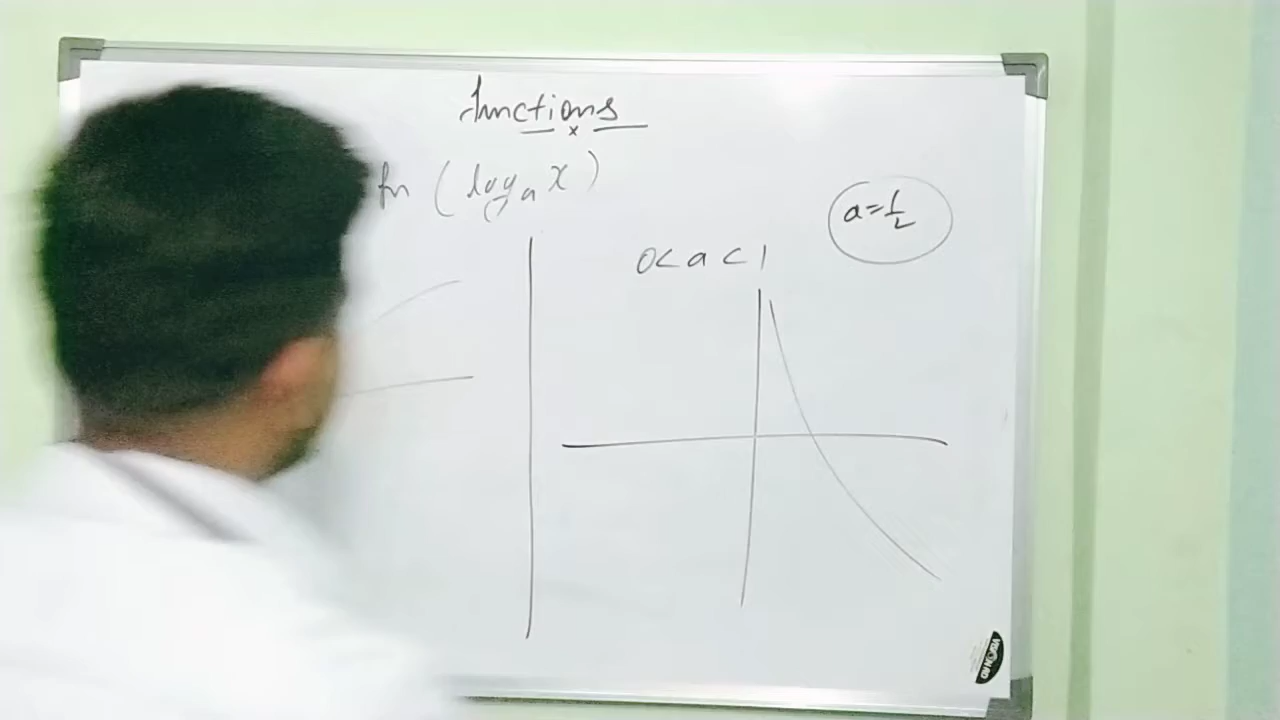 Functions
fn (log_a x)
a=1/2
0<a<1